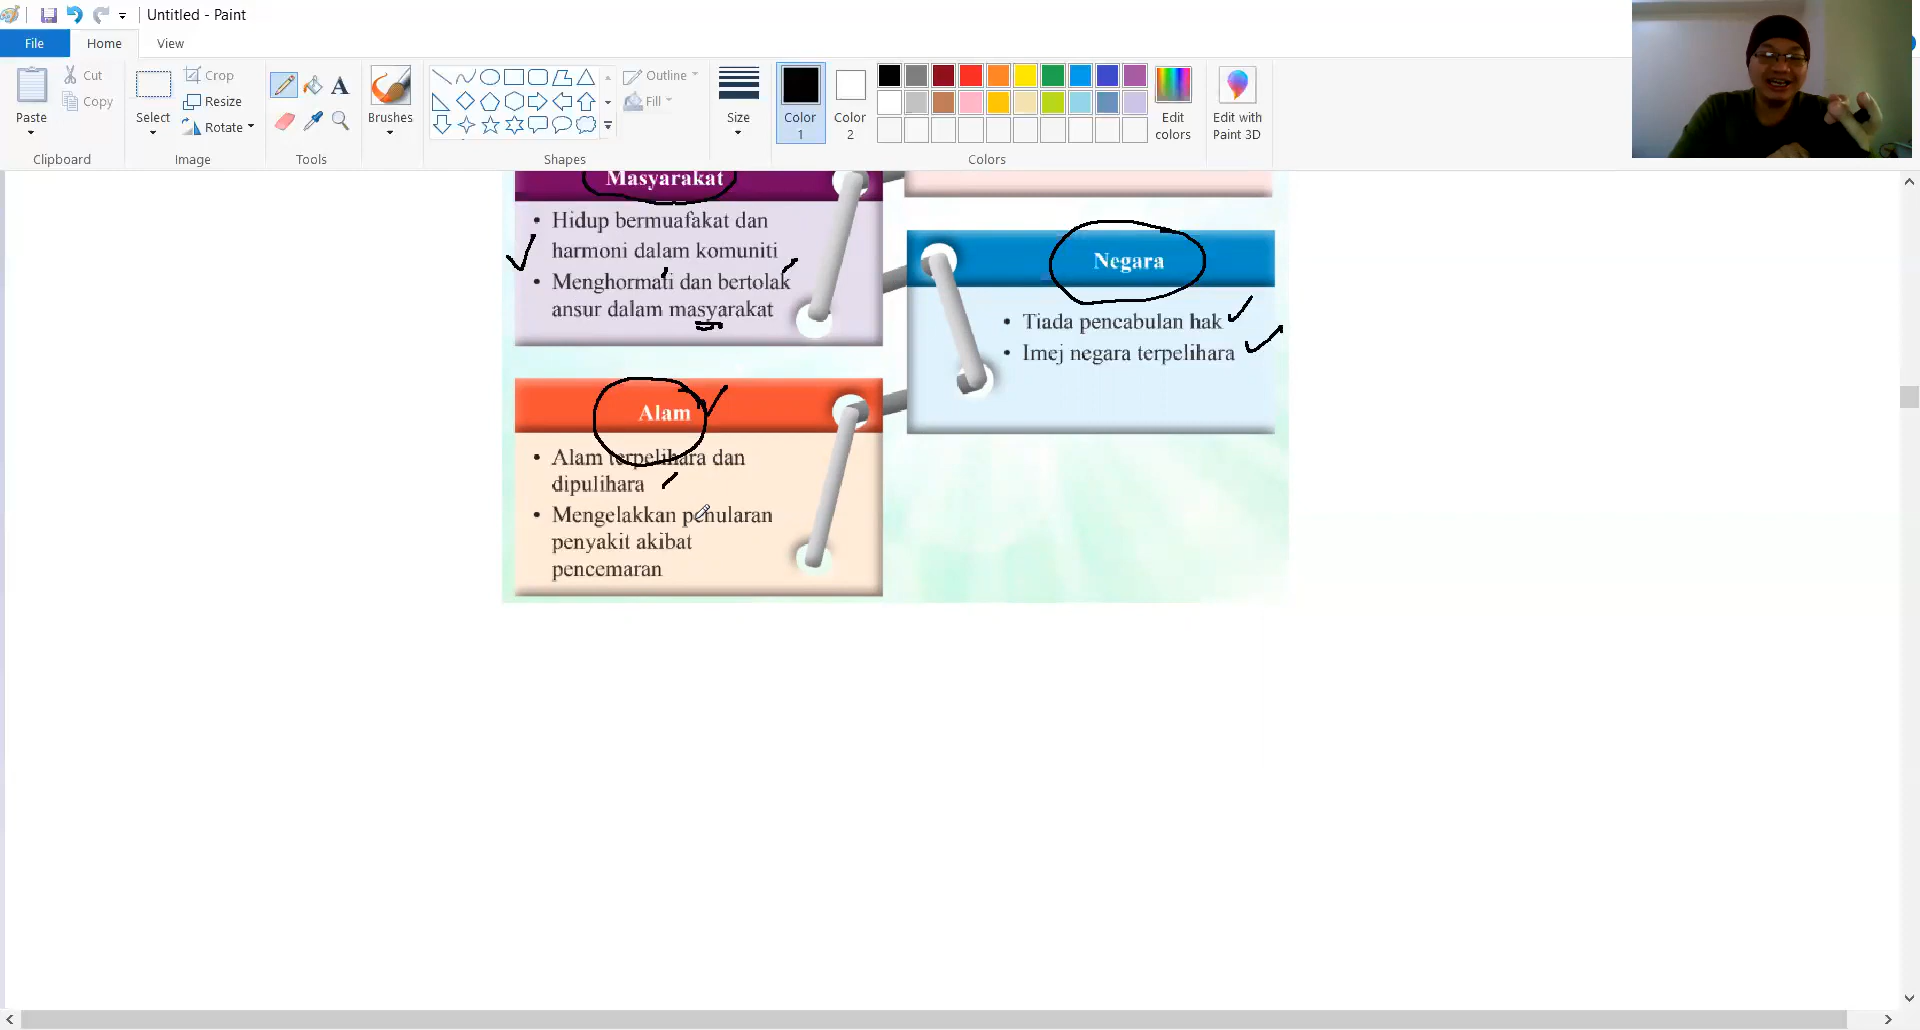 Untitled - Paint
File
Home
View
Paste
Cut
Copy
Clipboard
Select
Crop
Resize
Rotate
Image
Tools
Brushes
Shapes
Outline
Fill
Size
Color
1
Color
2
Colors
Edit
colors
Edit with
Paint 3D
Masyarakat
• Hidup bermuafakat dan
harmoni dalam komuniti
• Menghormati dan bertolak
ansur dalam masyarakat
Negara
• Tiada pencabulan hak
• Imej negara terpelihara
Alam
• Alam terpelihara dan
dipulihara
• Mengelakkan penularan
penyakit akibat
pencemaran